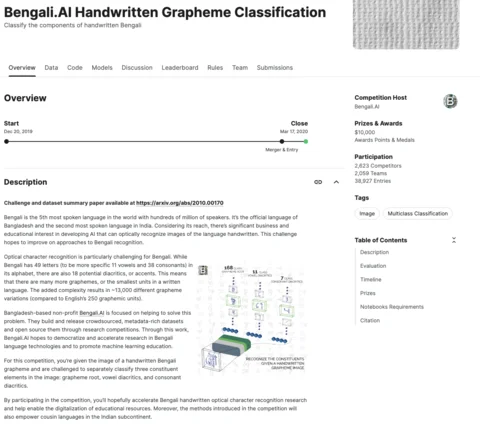 Bengali.AI Handwritten Grapheme Classification
Classify the components of handwritten Bengali
Overview Data Code Models Discussion Leaderboard Rules Team Submissions
Overview
Start
Dec 20, 2019
Close
Mar 17, 2020
Merger & Entry
Description
Challenge and dataset summary paper available at https://arxiv.org/abs/2010.00170
Bengali is the 5th most spoken language in the world with hundreds of million of speakers. It's the official language of
Bangladesh and the second most spoken language in India. Considering its reach, there's significant business and
educational interest in developing AI that can optically recognize images of the language handwritten. This challenge
hopes to improve on approaches to Bengali recognition.
Optical character recognition is particularly challenging for Bengali. While
Bengali has 49 letters (to be more specific 11 vowels and 38 consonants) in
its alphabet, there are also 18 potential diacritics, or accents. This means
that there are many more graphemes, or the smallest units in a written
language. The added complexity results in ~13,000 different grapheme
variations (compared to English's 250 graphemic units).
Bangladesh-based non-profit Bengali.AI is focused on helping to solve this
problem. They build and release crowdsourced, metadata-rich datasets
and open source them through research competitions. Through this work,
Bengali.AI hopes to democratize and accelerate research in Bengali
language technologies and to promote machine learning education.
For this competition, you're given the image of a handwritten Bengali
grapheme and are challenged to separately classify three constituent
elements in the image: grapheme root, vowel diacritics, and consonant
diacritics.
By participating in the competition, you'll hopefully accelerate Bengali handwritten optical character recognition research
and help enable the digitalization of educational resources. Moreover, the methods introduced in the competition will
also empower cousin languages in the Indian subcontinent.
168
11
7
RECOGNIZE THE CONSTITUENTS
GIVEN A HANDWRITTEN
GRAPHEME IMAGE
Competition Host
Bengali.AI
Prizes & Awards
$10,000
Awards Points & Medals
Participation
2,623 Competitors
2,059 Teams
38,927 Entries
Tags
Image Multiclass Classification
Table of Contents
Description
Evaluation
Timeline
Prizes
Notebooks Requirements
Citation